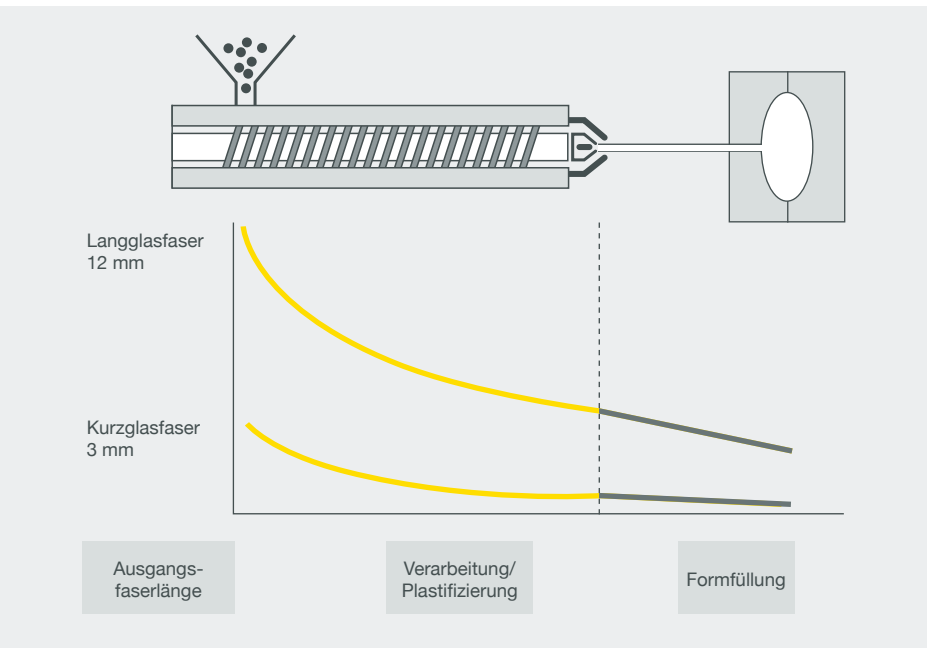 Langglasfaser
12 mm
Kurzglasfaser
3 mm
Ausgangs-
faserlänge
Verarbeitung/
Plastifizierung
Formfüllung